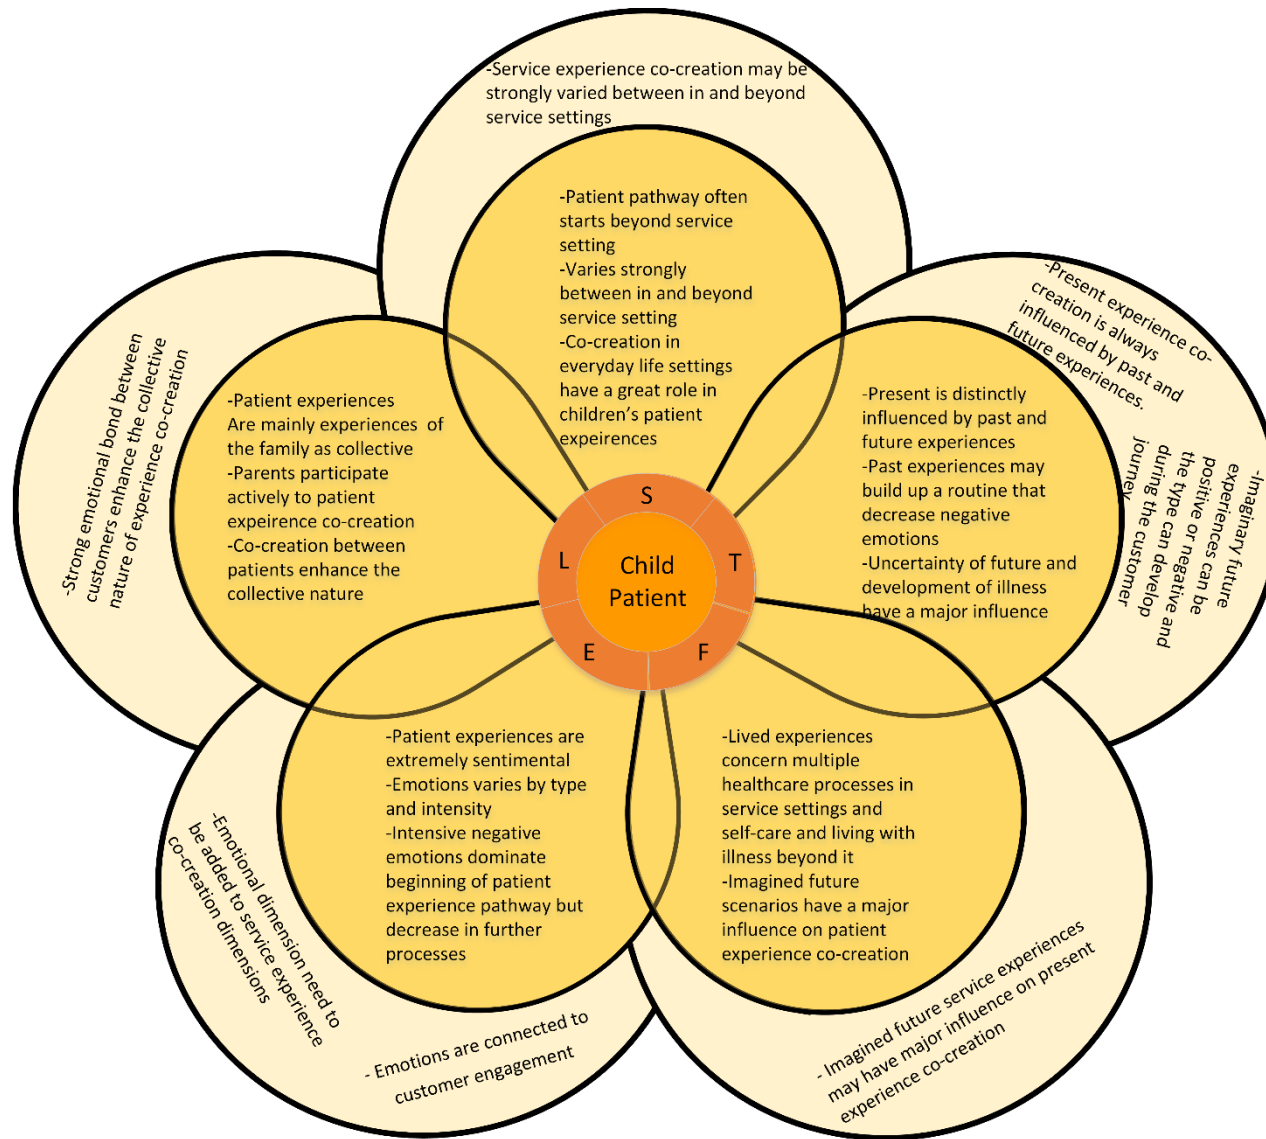 -Service experience co-creation may be
strongly varied between in and beyond
service settings
-Patient pathway often
starts beyond service
setting
-Varies strongly
between in and beyond
service setting
-Co-creation in
everyday life settings
have a great role in
children's patient
expeirences
-Present experience co-
creation is always
influenced by past and
future experiences.
-Imaginary future
experiences can be
positive or negative and
the type can develop
during the customer
journey
-Present is distinctly
influenced by past and
future experiences
-Past experiences may
build up a routine that
decrease negative
emotions
-Uncertainty of future and
development of illness
have a major influence
-Strong emotional bond between
customers enhance the collective
nature of experience co-creation
-Patient experiences
Are mainly experiences of
the family as collective
-Parents participate
actively to patient
expeirence co-creation
-Co-creation between
patients enhance the
collective nature
S
L
T
Child
Patient
E
F
-Patient experiences are
extremely sentimental
-Emotions varies by type
and intensity
-Intensive negative
emotions dominate
beginning of patient
experience pathway but
decrease in further
processes
-Lived experiences
concern multiple
healthcare processes in
service settings and
self-care and living with
illness beyond it
-Imagined future
scenarios have a major
influence on patient
experience co-creation
-Emotional dimension need to
be added to service experience
co-creation dimensions
- Emotions are connected to
customer engagement
- Imagined future service experiences
may have major influence on present
experience co-creation